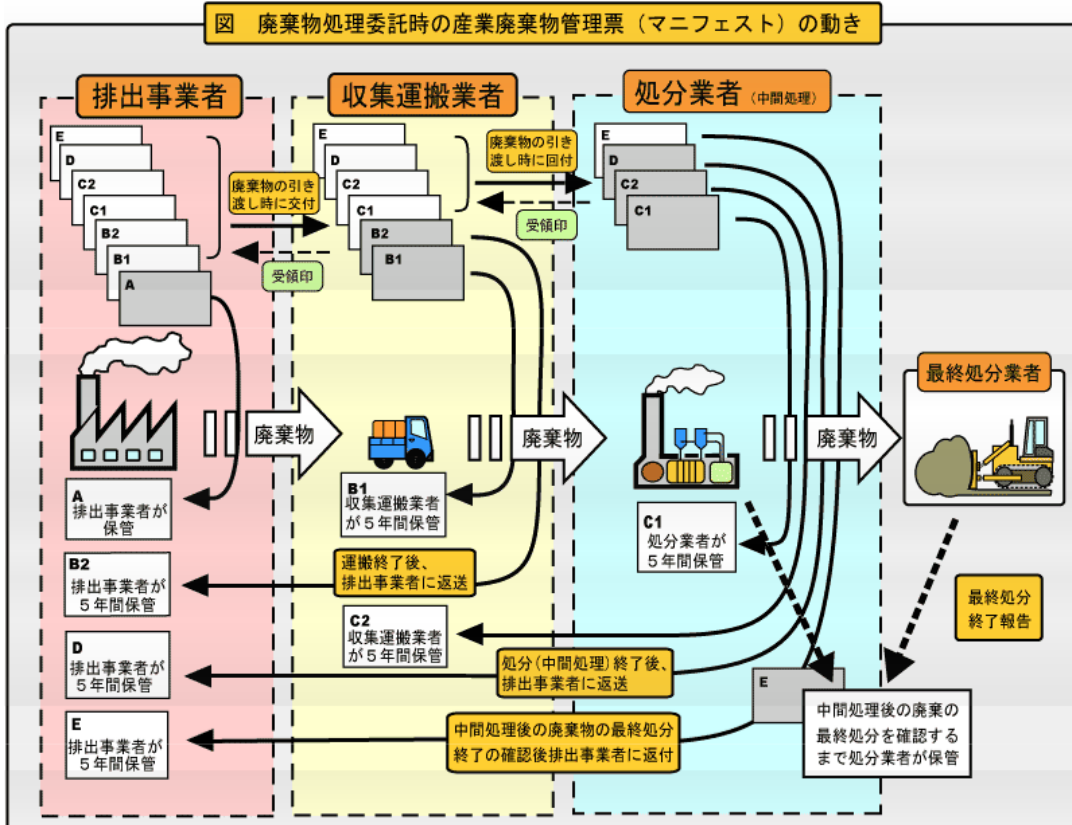 図 廃棄物処理委託時の産業廃棄物管理票（マニフェスト）の動き
排出事業者
収集運搬業者
処分業者（中間処理）
E
D
C2
C1
B2
B1
A
廃棄物の引き
渡し時に交付
受領印
E
D
C2
C1
B2
B1
廃棄物の引き
渡し時に回付
受領印
E
D
C2
C1
最終処分業者
廃棄物
廃棄物
廃棄物
A
排出事業者が
保管
B1
収集運搬業者
が５年間保管
C1
処分業者が
５年間保管
B2
排出事業者が
５年間保管
運搬終了後、
排出事業者に返送
C2
収集運搬業者
が５年間保管
最終処分
終了報告
D
排出事業者が
５年間保管
処分(中間処理)終了後、
排出事業者に返送
E
排出事業者が
５年間保管
中間処理後の廃棄物の最終処分
終了の確認後排出事業者に返付
E
中間処理後の廃棄の
最終処分を確認する
まで処分業者が保管